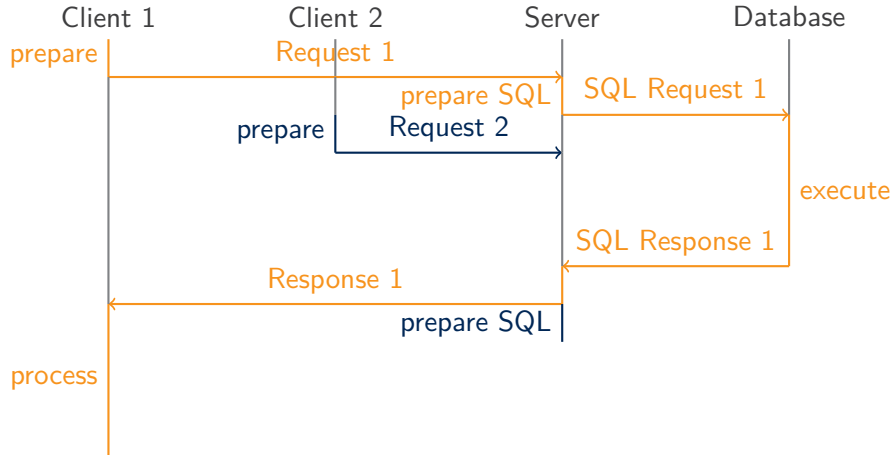 Client 1
Client 2
Server
Database
prepare
Request 1
prepare SQL
SQL Request 1
prepare
Request 2
execute
SQL Response 1
Response 1
prepare SQL
process